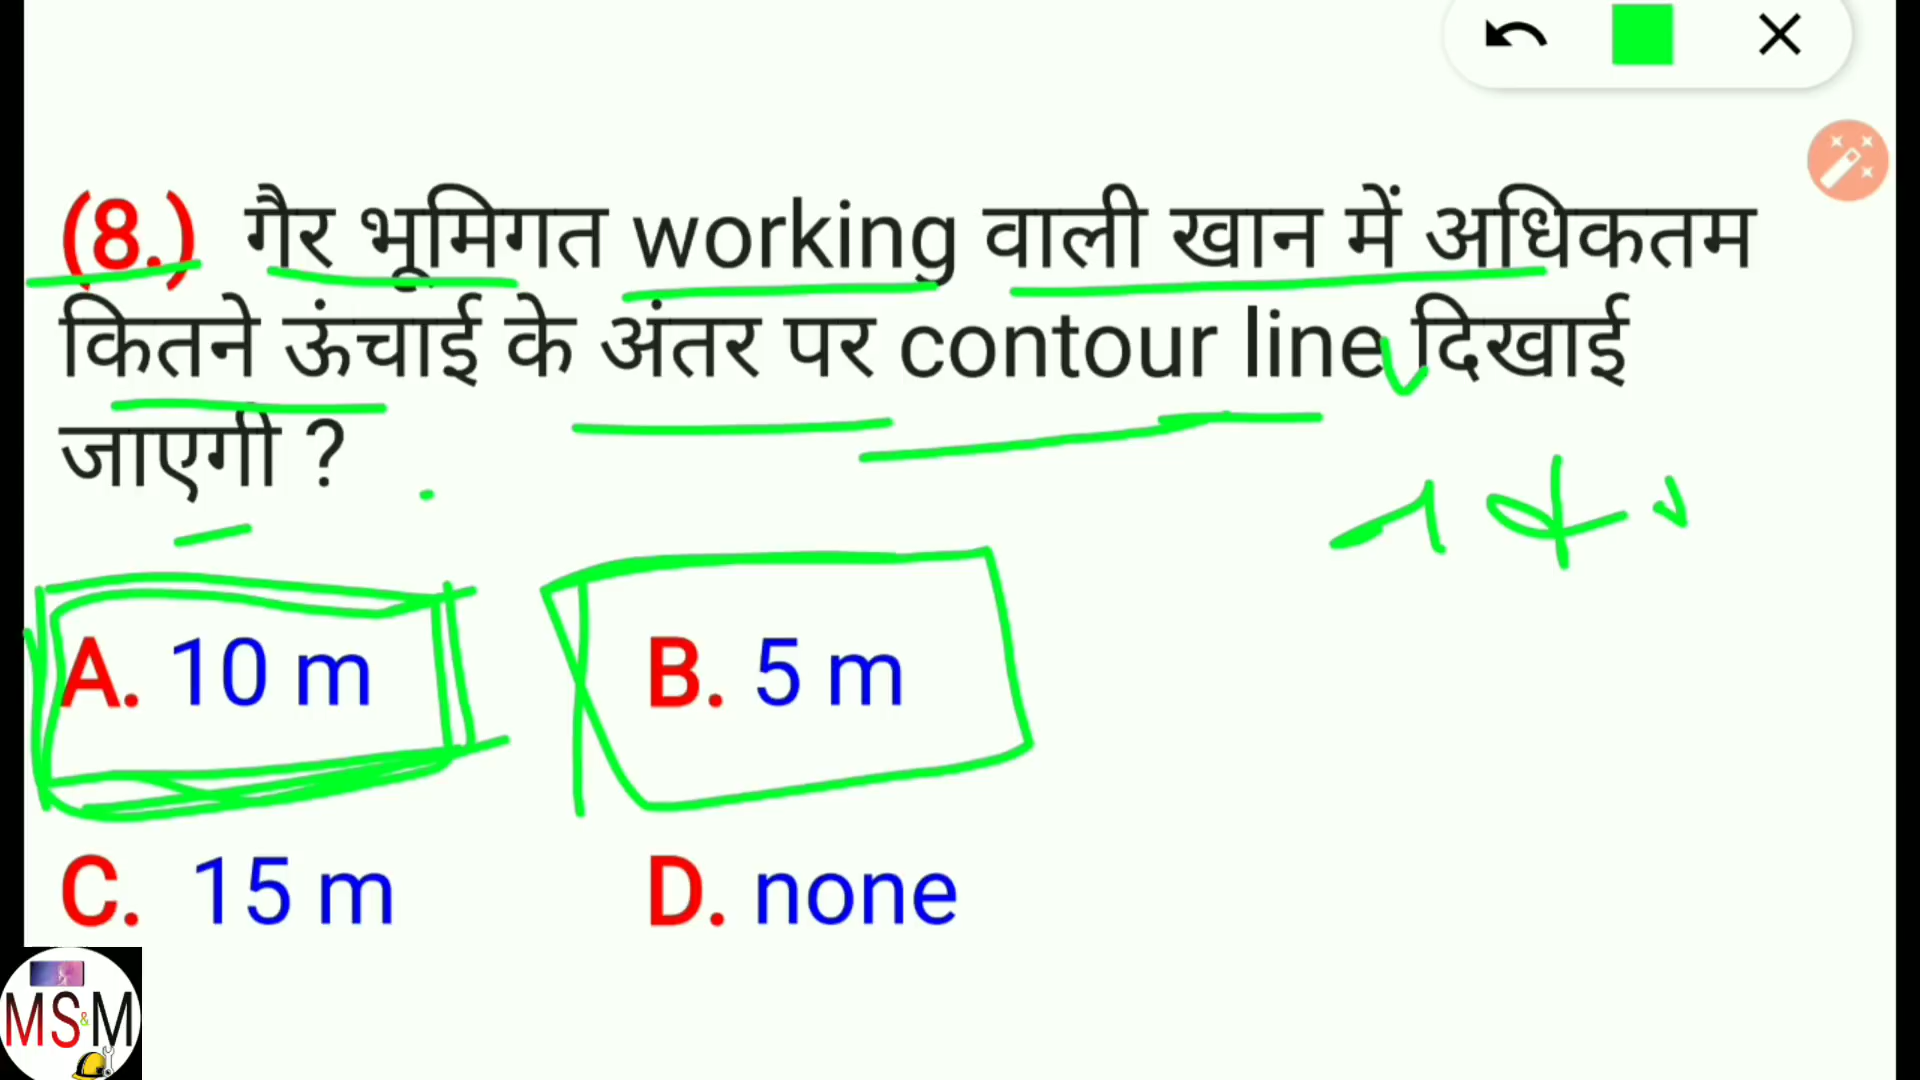 (8.) गैर भूमिगत working वाली खान में अधिकतम
कितने ऊंचाई के अंतर पर contour line दिखाई
जाएगी ?
A. 10 m B. 5 m
C. 15 m D. none
MS&M